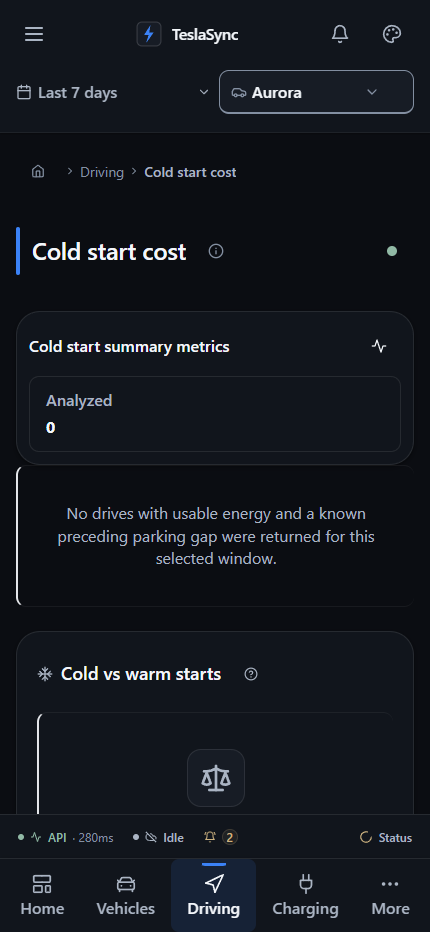 TeslaSync
Last 7 days
Aurora
Driving
Cold start cost
Cold start cost
Cold start summary metrics
Analyzed
0
No drives with usable energy and a known
preceding parking gap were returned for this
selected window.
Cold vs warm starts
API · 280ms
Idle
2
Status
Home
Vehicles
Driving
Charging
More